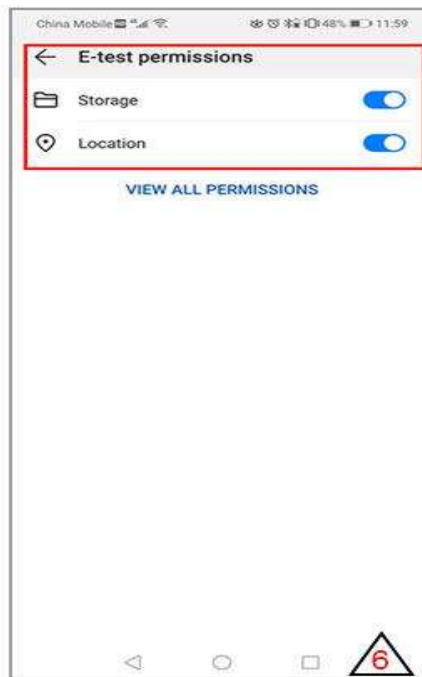 China Mobile 48% 11:59
E-test permissions
Storage
Location
VIEW ALL PERMISSIONS
6